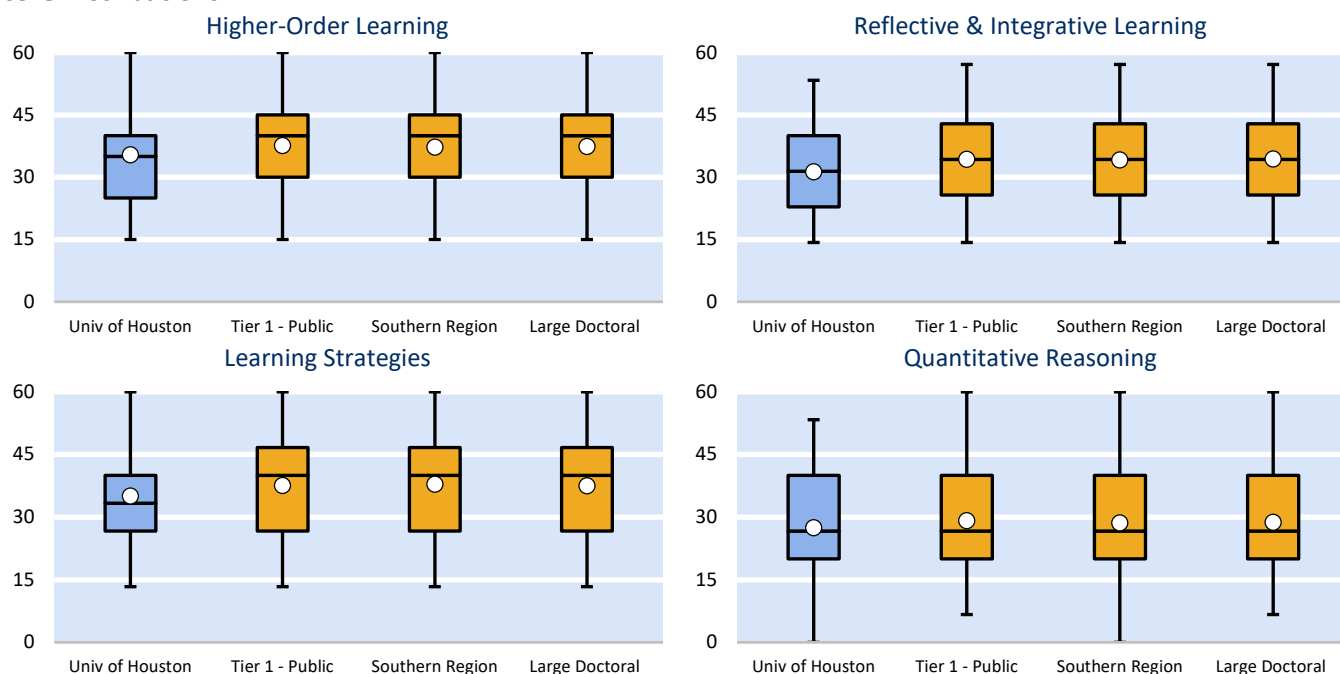 Higher-Order Learning
60
45
30
15
0
Univ of Houston Tier 1 - Public Southern Region Large Doctoral
Reflective & Integrative Learning
60
45
30
15
0
Univ of Houston Tier 1 - Public Southern Region Large Doctoral
Learning Strategies
60
45
30
15
0
Univ of Houston Tier 1 - Public Southern Region Large Doctoral
Quantitative Reasoning
60
45
30
15
0
Univ of Houston Tier 1 - Public Southern Region Large Doctoral